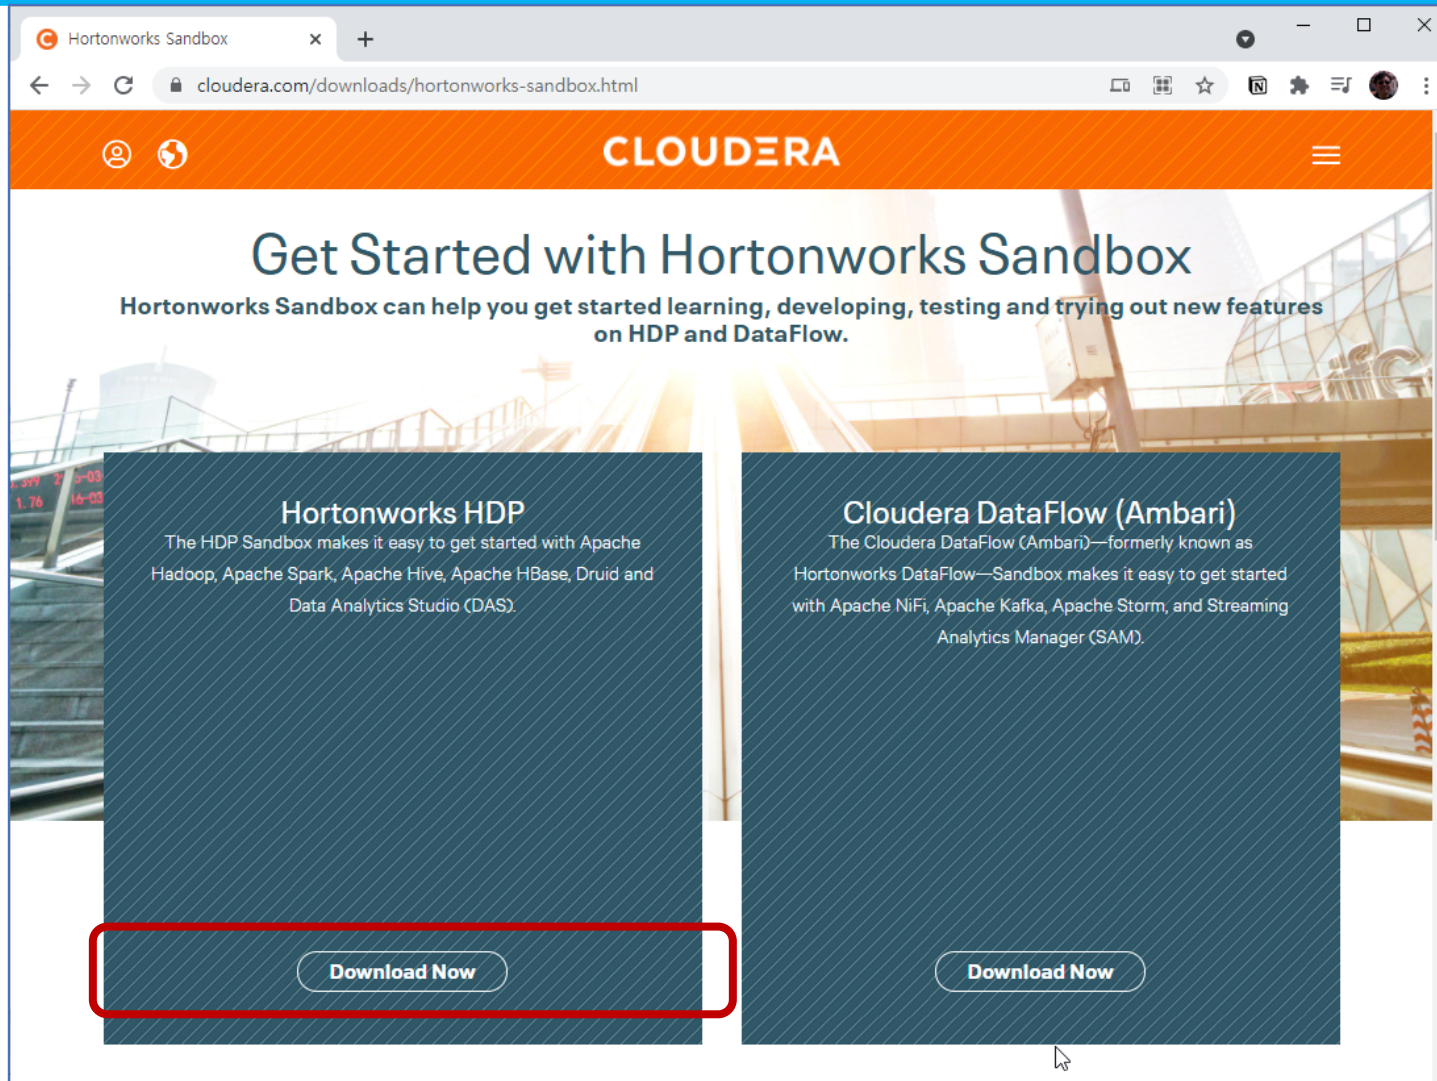 Hortonworks Sandbox
cloudera.com/downloads/hortonworks-sandbox.html
CLOUDERA
Get Started with Hortonworks Sandbox
Hortonworks Sandbox can help you get started learning, developing, testing and trying out new features
on HDP and DataFlow.
Hortonworks HDP
The HDP Sandbox makes it easy to get started with Apache
Hadoop, Apache Spark, Apache Hive, Apache HBase, Druid and
Data Analytics Studio (DAS).
Download Now
Cloudera DataFlow (Ambari)
The Cloudera DataFlow (Ambari)—formerly known as
Hortonworks DataFlow—Sandbox makes it easy to get started
with Apache NiFi, Apache Kafka, Apache Storm, and Streaming
Analytics Manager (SAM).
Download Now